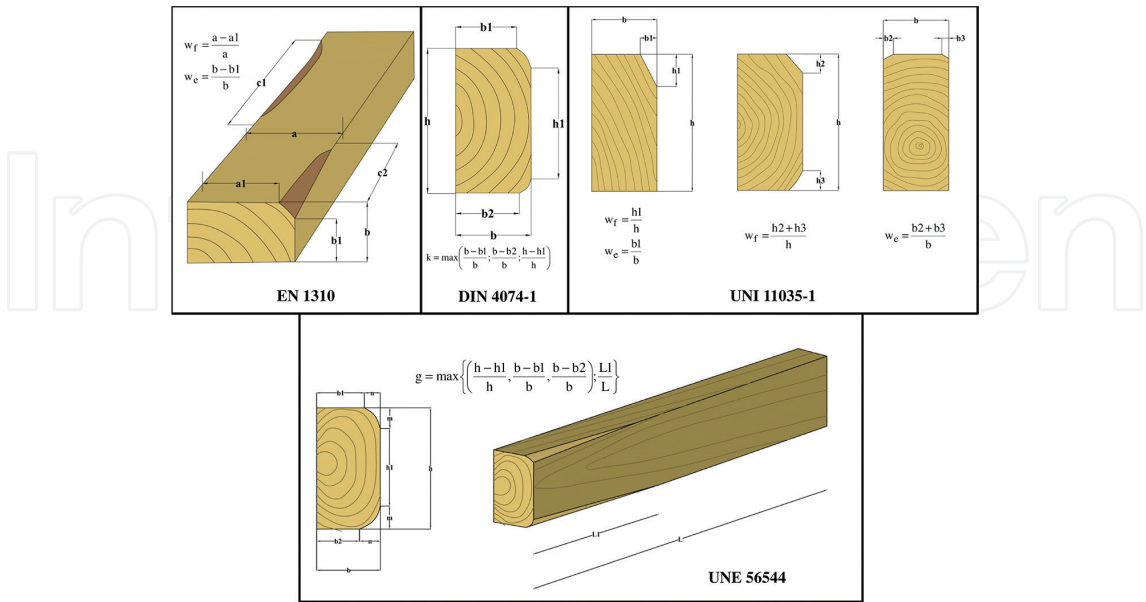 w_f = (a − a1)/a
w_e = (b − b1)/b
c1
a
c2
a1
b1
b
EN 1310
b1
h
h1
b2
b
k = max((b − b1)/b; (b − b2)/b; (h − h1)/h)
DIN 4074-1
b
b1
h1
h
w_f = h1/h
w_e = b1/b
h2
h
h3
w_f = (h2 + h3)/h
b
b2
b3
w_e = (b2 + b3)/b
UNI 11035-1
g = max{((h − h1)/h, (b − b1)/b, (b − b2)/b); L1/L}
b1
n
m
h1
h
m
b2
n
b
L1
L
UNE 56544